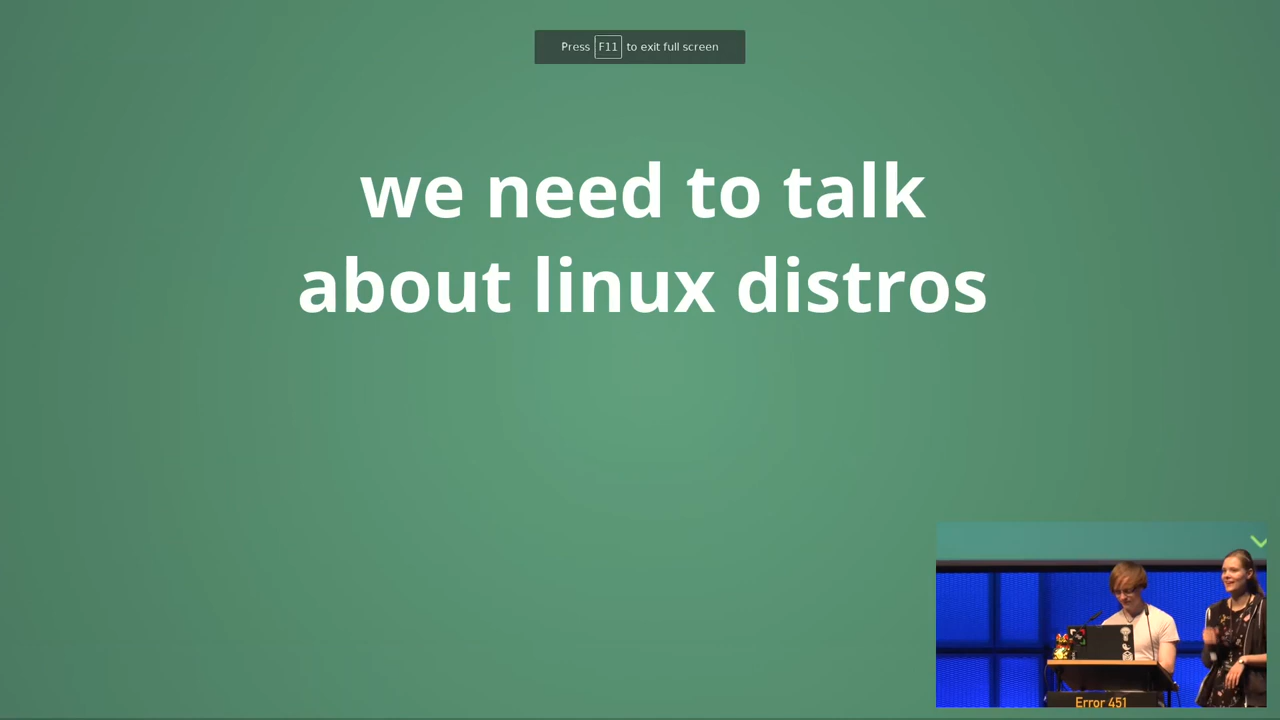 Press F11 to exit full screen
we need to talk
about linux distros
Error 451